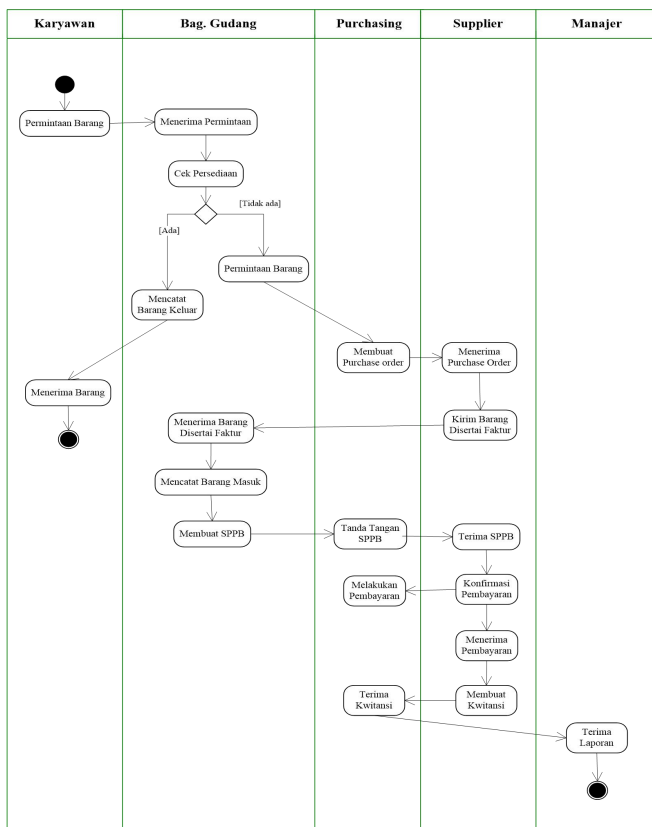 Karyawan
Bag. Gudang
Purchasing
Supplier
Manajer
Permintaan Barang
Menerima Permintaan
Cek Persediaan
[Tidak ada]
[Ada]
Permintaan Barang
Mencatat
Barang Keluar
Membuat
Purchase order
Menerima
Purchase Order
Menerima Barang
Kirim Barang
Disertai Faktur
Menerima Barang
Disertai Faktur
Mencatat Barang Masuk
Membuat SPPB
Tanda Tangan
SPPB
Terima SPPB
Melakukan
Pembayaran
Konfirmasi
Pembayaran
Menerima
Pembayaran
Terima
Kwitansi
Membuat
Kwitansi
Terima
Laporan